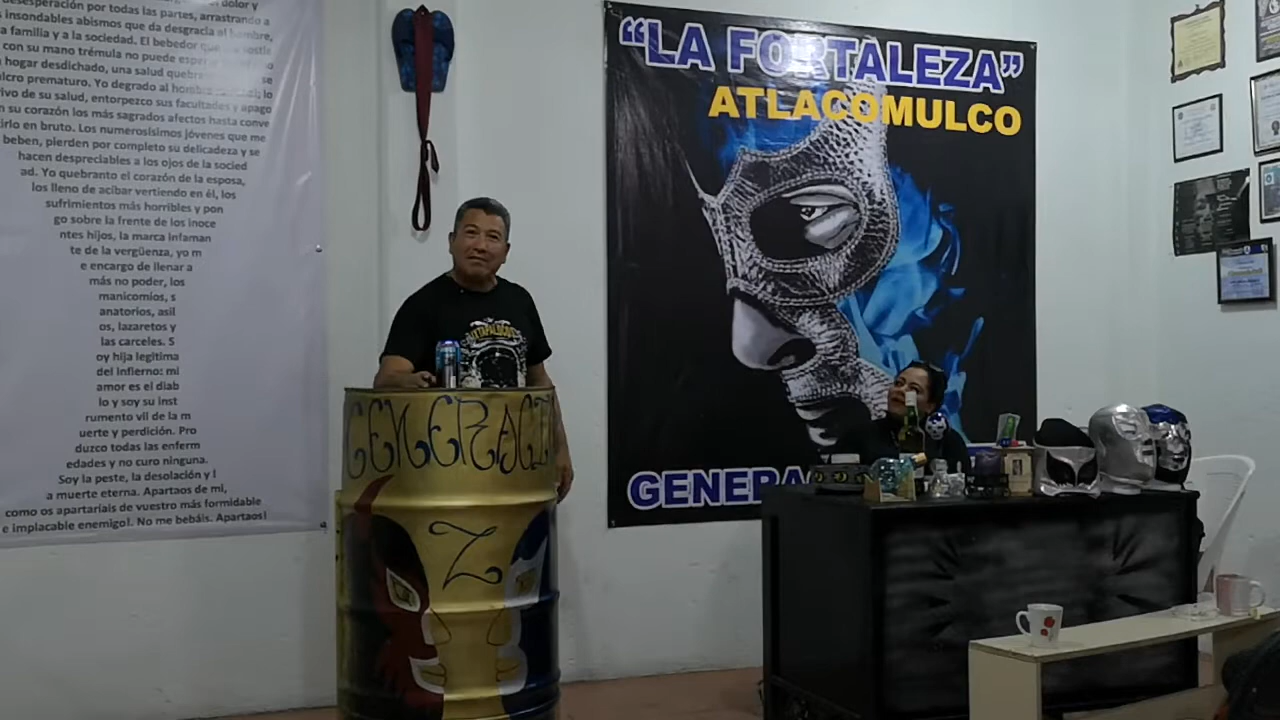 dolor y
desesperación por todas las partes, arrastrando a
insondables abismos que da desgracia al hombre,
a familia y a la sociedad. El bebedor que
con su mano trémula no puede
hogar desdichado, una salud se
prematuro. Yo degrado al lo
de su salud, entorpezco sus facultades y apago
n su corazón los más sagrados afectos hasta conve
tirlo en bruto. Los numerosísimos jóvenes que me
beben, pierden por completo su delicadeza y se
hacen despreciables a los ojos de la socied
ad. Yo quebranto el corazón de la esposa,
los lleno de acíbar vertiendo en él, los
sufrimientos más horribles y pon
go sobre la frente de los inoce
ntes hijos, la marca infaman
te de la vergüenza, yo m
e encargo de llenar a
más no poder, los
manicomios, s
anatorios, asil
os, lazaretos y
las carceles. S
oy hija legitima
del infierno: mi
amor es el diab
lo y soy su inst
rumento vil de la m
uerte y perdición. Pro
duzco todas las enferm
edades y no curo ninguna.
Soy la peste, la desolación y l
a muerte eterna. Apartaos de mi,
como os apartaríais de vuestro más formidable
e implacable enemigo!. No me bebáis. Apartaos!
"LA FORTALEZA"
ATLACOMULCO
GENERA
GENERACI
Z